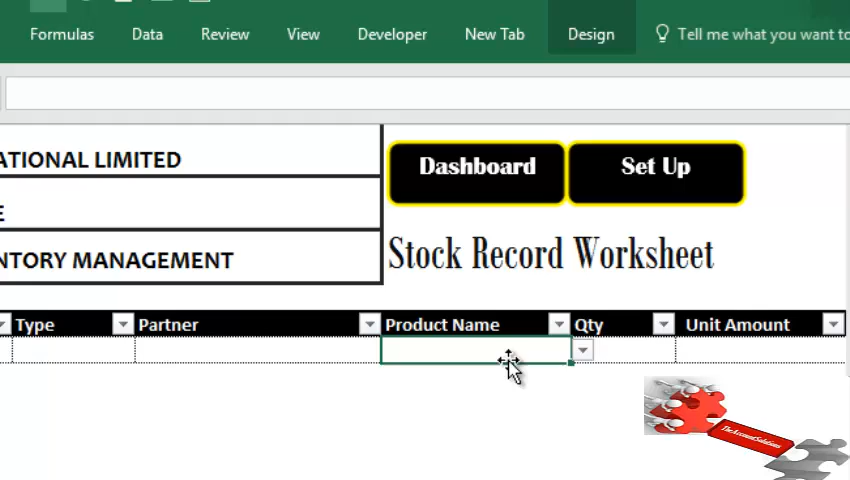 Formulas Data Review View Developer New Tab Design Tell me what you want to
ATIONAL LIMITED
Dashboard Set Up
E
NTORY MANAGEMENT
Stock Record Worksheet
Type Partner Product Name Qty Unit Amount
TheAccountSolutions